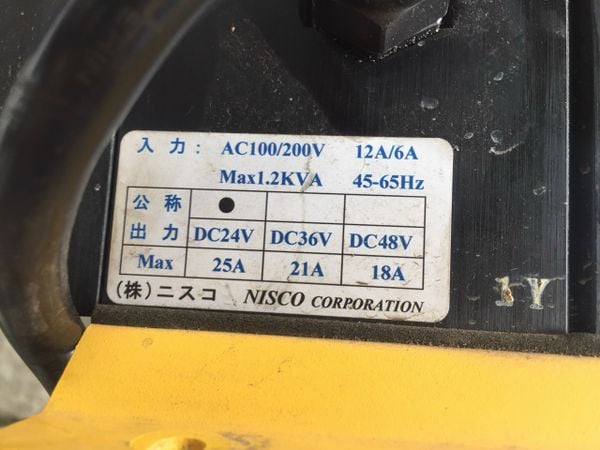 入 力 : AC100/200V 12A/6A
Max1.2KVA 45-65Hz
公 称 ●
出 力 DC24V DC36V DC48V
Max 25A 21A 18A
(株)ニスコ NISCO CORPORATION
1Y